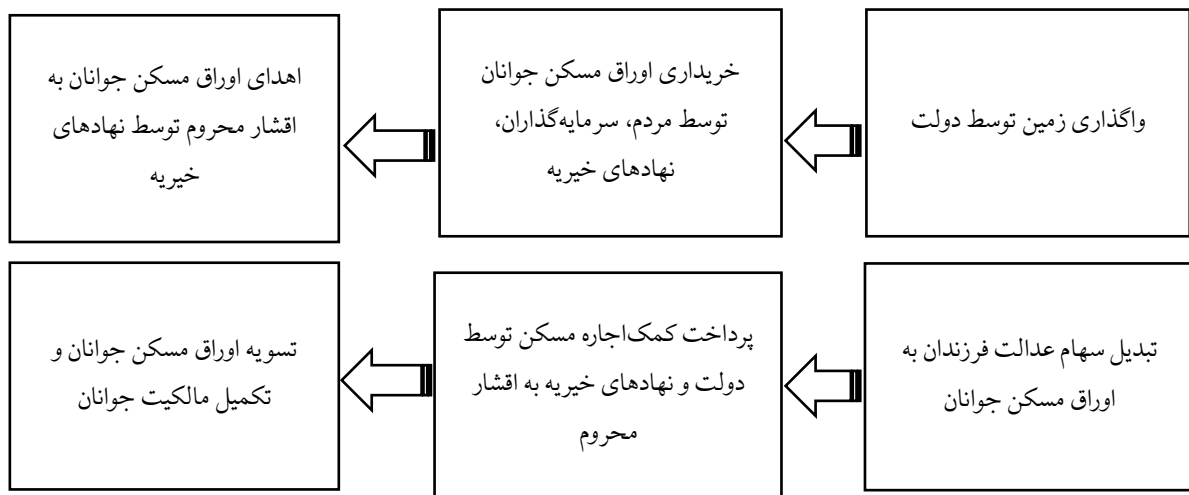 واگذاری زمین توسط دولت
خریداری اوراق مسکن جوانان
توسط مردم، سرمایه‌گذاران،
نهادهای خیریه
اهدای اوراق مسکن جوانان به
اقشار محروم توسط نهادهای
خیریه
تبدیل سهام عدالت فرزندان به
اوراق مسکن جوانان
پرداخت کمک‌اجاره مسکن توسط
دولت و نهادهای خیریه به اقشار
محروم
تسویه اوراق مسکن جوانان و
تکمیل مالکیت جوانان